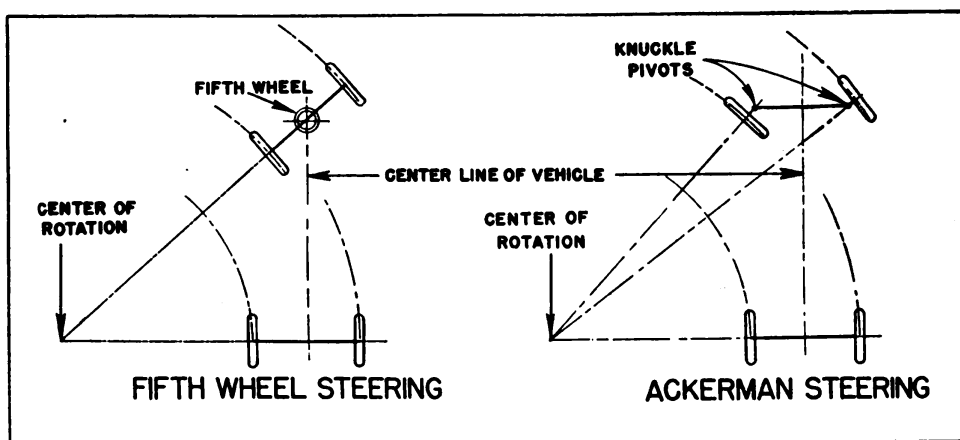 FIFTH WHEEL
CENTER OF
ROTATION
FIFTH WHEEL STEERING
CENTER LINE OF VEHICLE
KNUCKLE
PIVOTS
CENTER OF
ROTATION
ACKERMAN STEERING